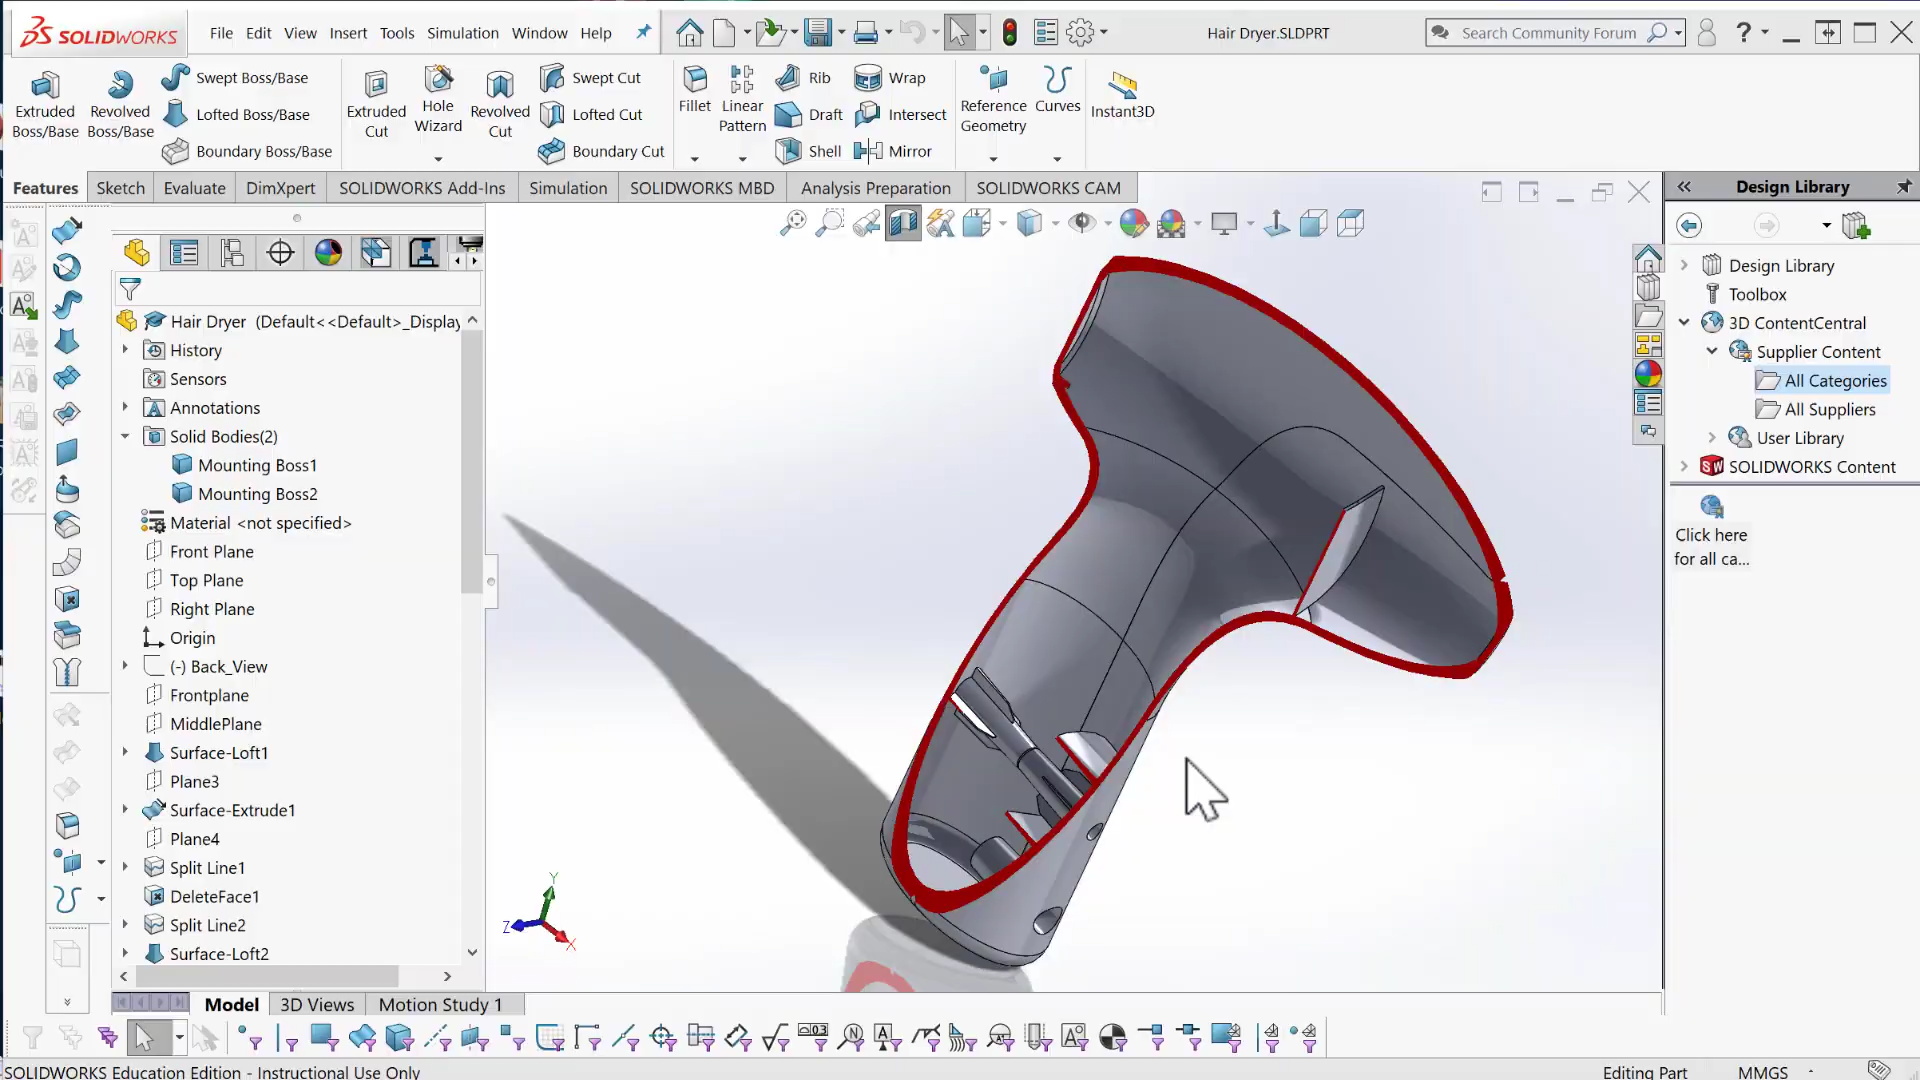 SOLIDWORKS
File Edit View Insert Tools Simulation Window Help
Hair Dryer.SLDPRT
Search Community Forum
?
Extruded Boss/Base
Revolved Boss/Base
Swept Boss/Base
Lofted Boss/Base
Boundary Boss/Base
Extruded Cut
Hole Wizard
Revolved Cut
Swept Cut
Lofted Cut
Boundary Cut
Fillet
Linear Pattern
Rib
Draft
Shell
Wrap
Intersect
Mirror
Reference Geometry
Curves
Instant3D
Features Sketch Evaluate DimXpert SOLIDWORKS Add-Ins Simulation SOLIDWORKS MBD Analysis Preparation SOLIDWORKS CAM
Hair Dryer (Default<<Default>_Display
History
Sensors
Annotations
Solid Bodies(2)
Mounting Boss1
Mounting Boss2
Material <not specified>
Front Plane
Top Plane
Right Plane
Origin
(-) Back_View
Frontplane
MiddlePlane
Surface-Loft1
Plane3
Surface-Extrude1
Plane4
Split Line1
DeleteFace1
Split Line2
Surface-Loft2
Y
Z
X
Design Library
Design Library
Toolbox
3D ContentCentral
Supplier Content
All Categories
All Suppliers
User Library
SOLIDWORKS Content
Click here
for all ca...
Model 3D Views Motion Study 1
SOLIDWORKS Education Edition - Instructional Use Only
Editing Part
MMGS